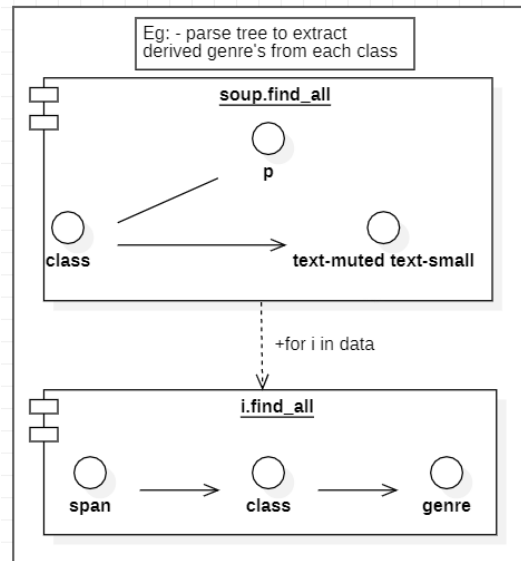 Eg: - parse tree to extract
derived genre's from each class
soup.find_all
p
class
text-muted text-small
+for i in data
i.find_all
span
class
genre